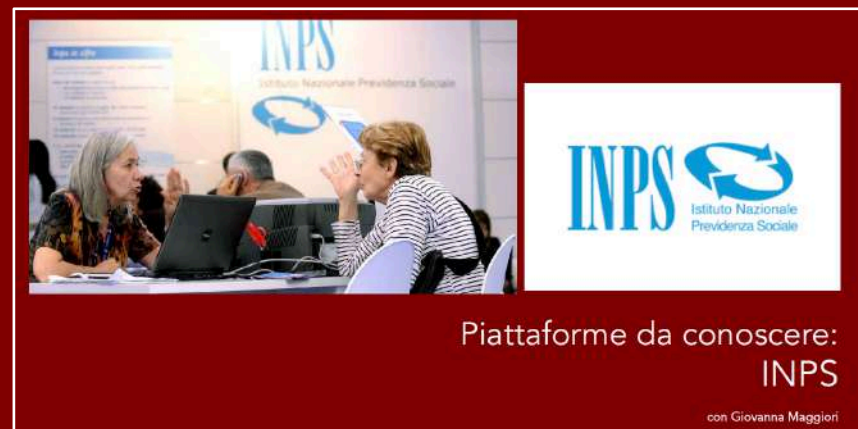 INPS
Istituto Nazionale Previdenza Sociale
INPS
Istituto Nazionale
Previdenza Sociale
Piattaforme da conoscere:
INPS
con Giovanna Maggiori